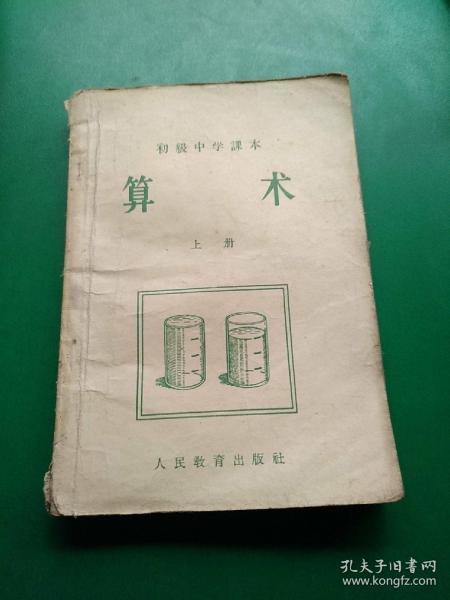 初級中学課本
算术
上册
人民教育出版社
孔夫子旧书网
www.kongfz.com